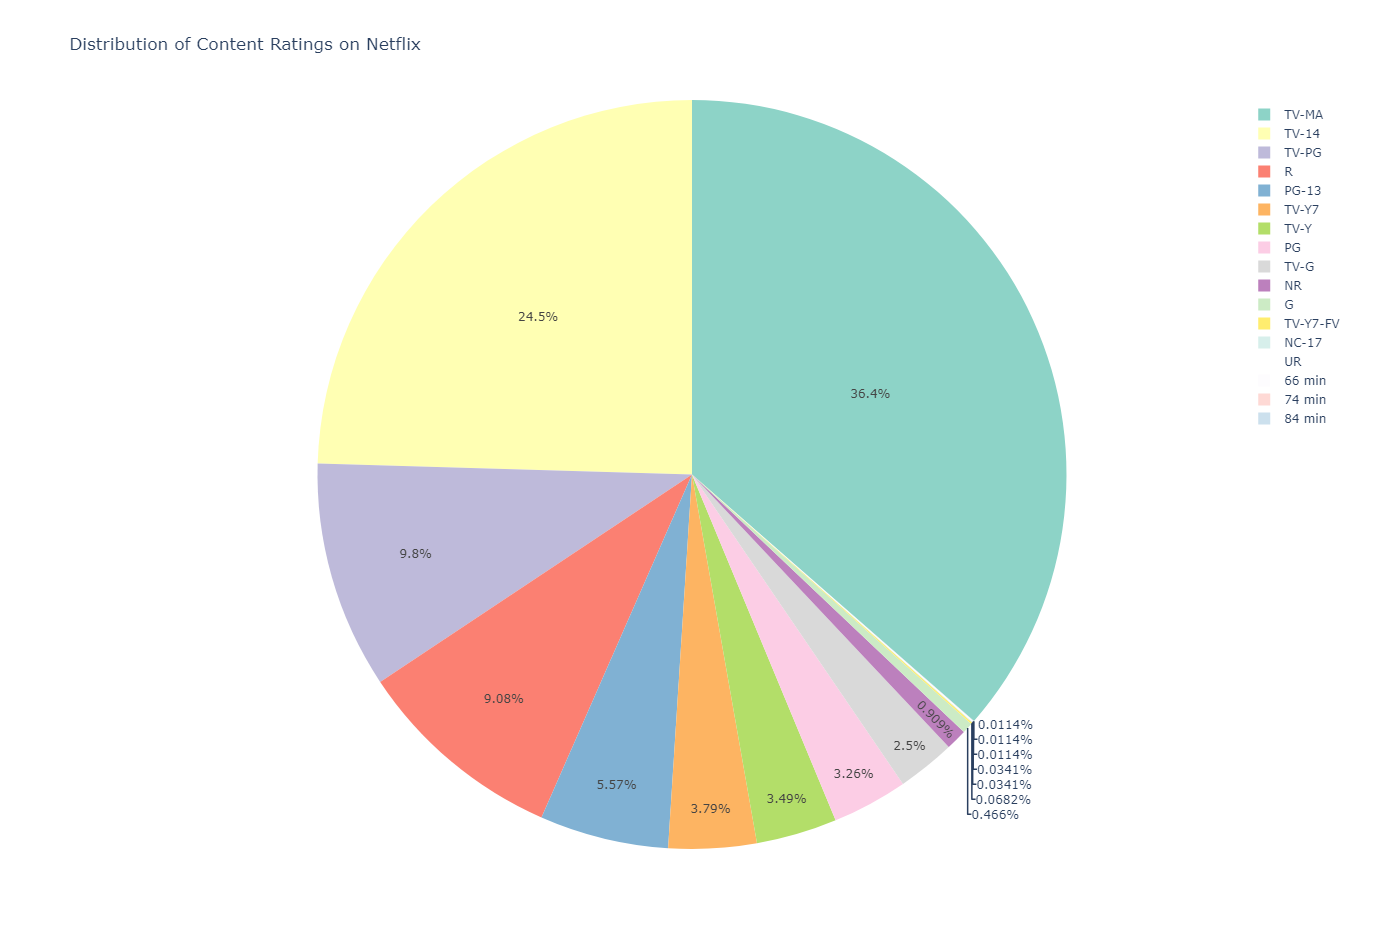 Distribution of Content Ratings on Netflix
TV-MA
TV-14
TV-PG
R
PG-13
TV-Y7
TV-Y
PG
TV-G
NR
G
TV-Y7-FV
NC-17
UR
66 min
74 min
84 min
24.5%
36.4%
9.8%
9.08%
5.57%
3.79%
3.49%
3.26%
2.5%
0.909%
0.0114%
0.0114%
0.0114%
0.0341%
0.0341%
0.0682%
0.466%